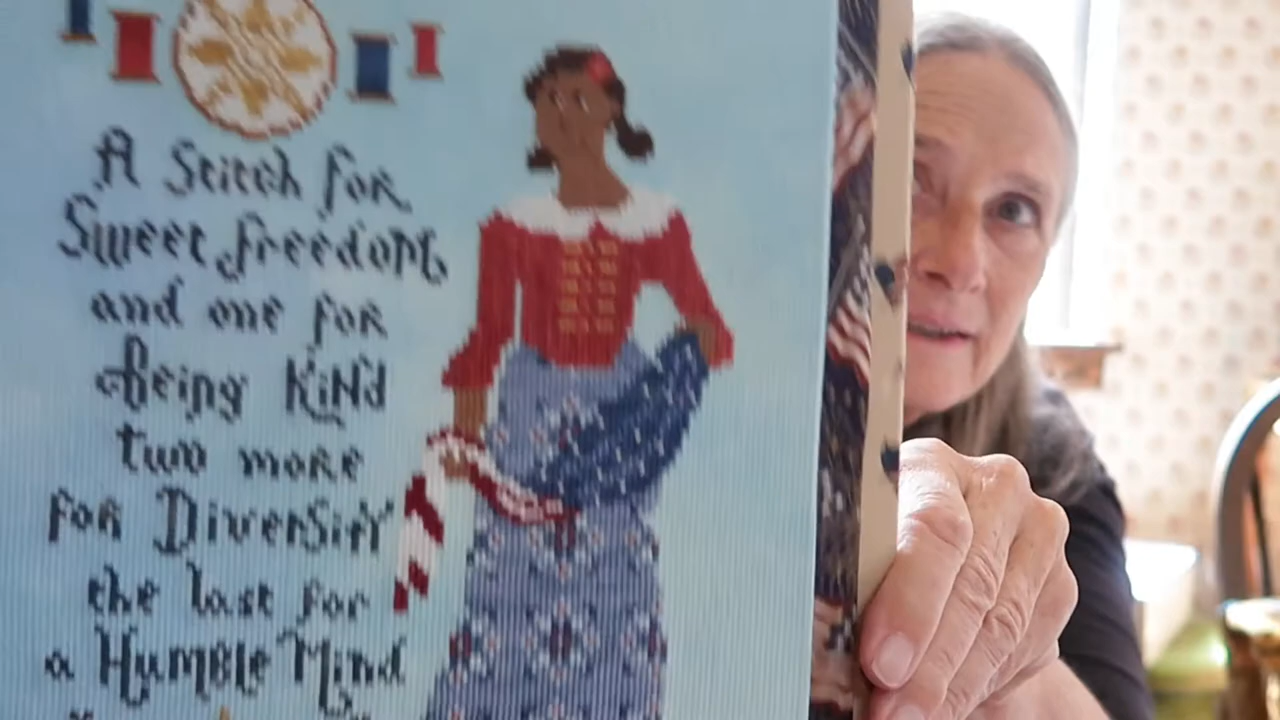 A Stitch for
Sweet freedom
and one for
Being Kind
two more
for Diversity
the last for
a Humble Mind